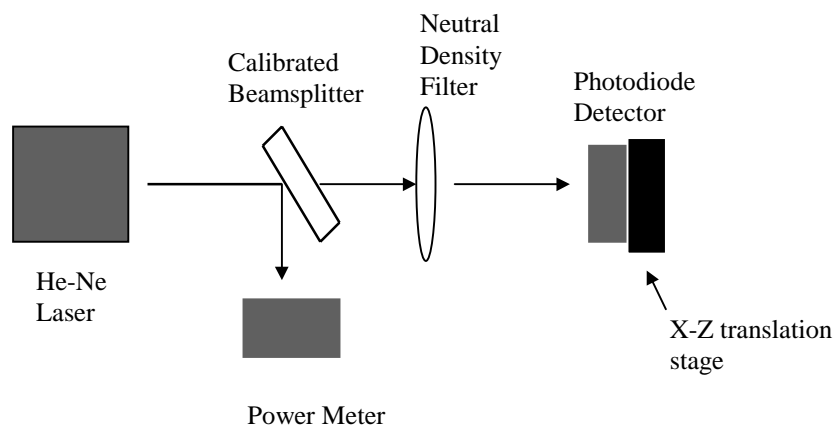 Neutral
Density
Filter
Calibrated
Beamsplitter
Photodiode
Detector
He-Ne
Laser
X-Z translation
stage
Power Meter